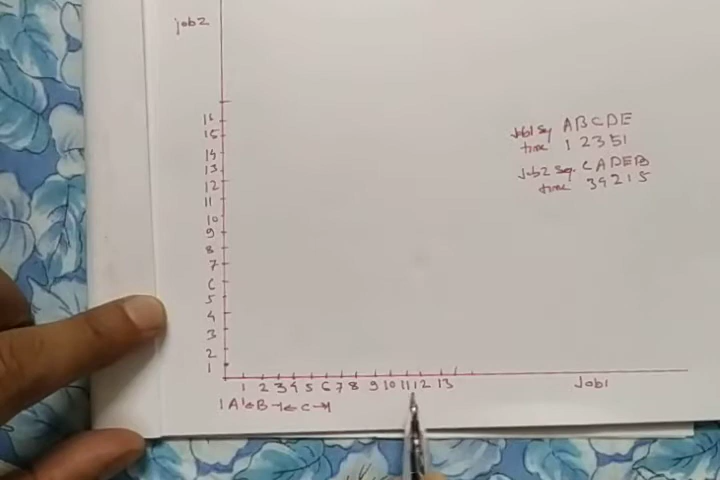 job2
16
15
14
13
12
11
10
9
8
7
6
5
4
3
2
1
Job1 Sq A B C D E
time 1 2 3 5 1
Job2 Seq. C A D E B
time 3 4 2 1 5
1 2 3 4 5 6 7 8 9 10 11 12 13
Job1
A B C